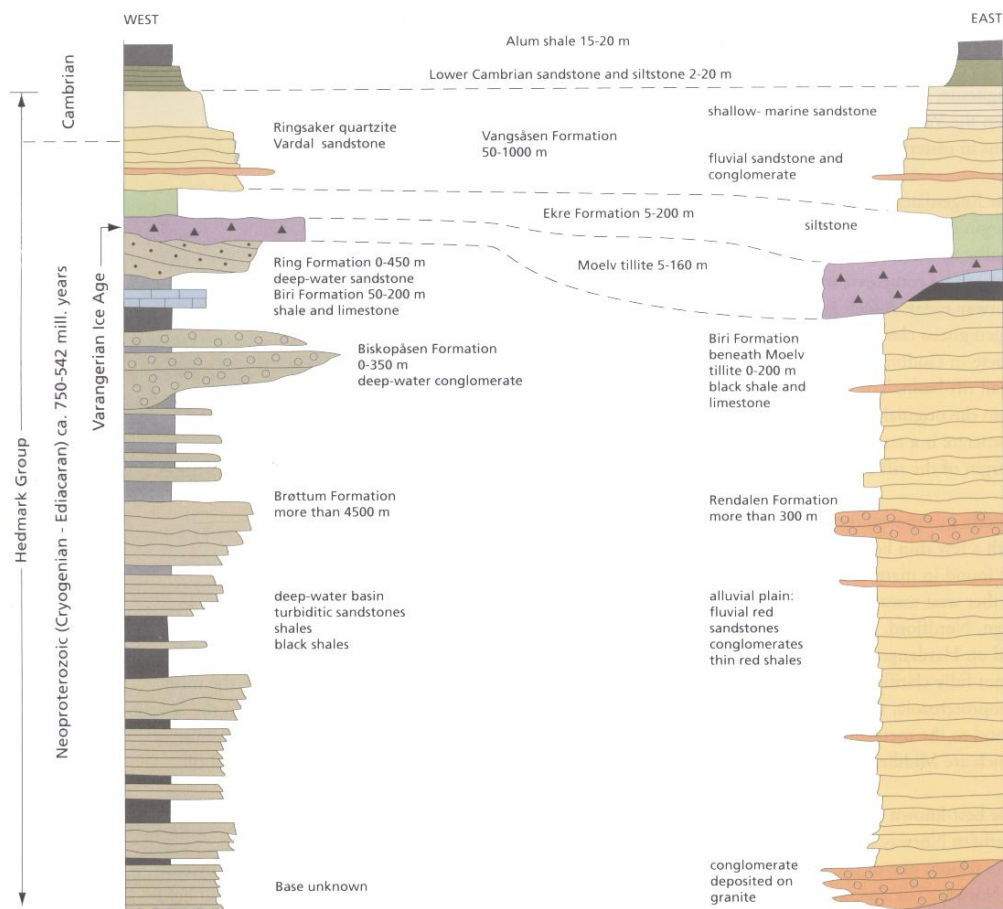 WEST
EAST
Alum shale 15-20 m
Lower Cambrian sandstone and siltstone 2-20 m
Cambrian
Ringsaker quartzite
Vardal sandstone
Vangsåsen Formation
50-1000 m
shallow- marine sandstone
fluvial sandstone and
conglomerate
Ekre Formation 5-200 m
siltstone
Moelv tillite 5-160 m
Ring Formation 0-450 m
deep-water sandstone
Biri Formation 50-200 m
shale and limestone
Varangerian Ice Age
Hedmark Group
Neoproterozoic (Cryogenian - Ediacaran) ca. 750-542 mill. years
Biskopåsen Formation
0-350 m
deep-water conglomerate
Biri Formation
beneath Moelv
tillite 0-200 m
black shale and
limestone
Brøttum Formation
more than 4500 m
Rendalen Formation
more than 300 m
deep-water basin
turbiditic sandstones
shales
black shales
alluvial plain:
fluvial red
sandstones
conglomerates
thin red shales
Base unknown
conglomerate
deposited on
granite